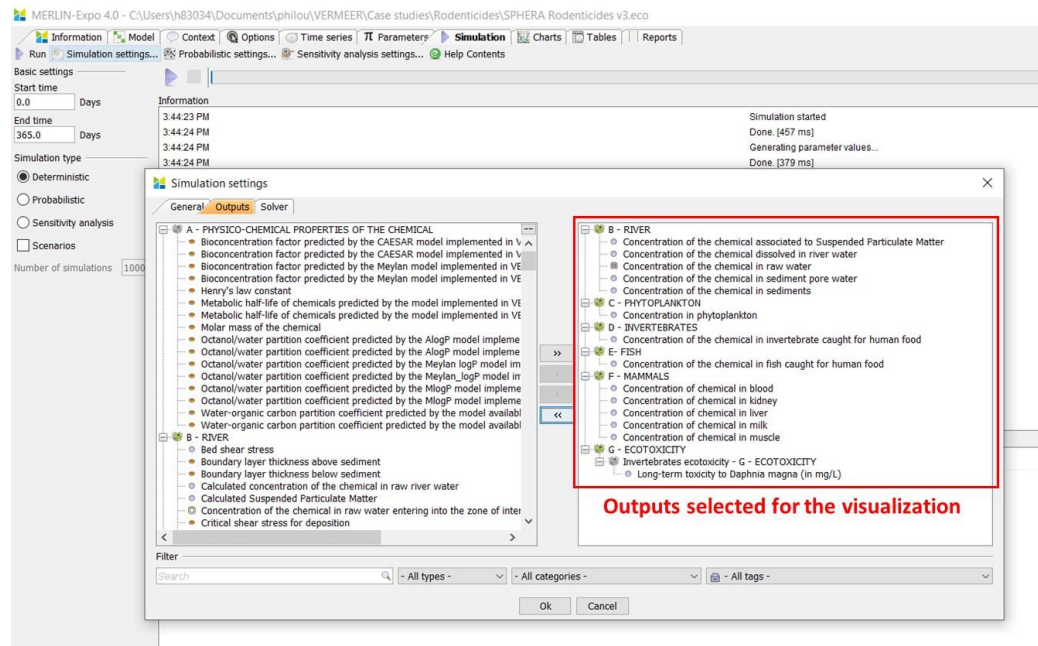 MERLIN-Expo 4.0 - C:\Users\h83034\Documents\philou\VERMEER\Case studies\Rodenticides\SPHERA Rodenticides v3.eco
Information Model Context Options Time series Parameters Simulation Charts Tables Reports
Run Simulation settings... Probabilistic settings... Sensitivity analysis settings... Help Contents
Basic settings
Start time
0.0 Days
End time
365.0 Days
Simulation type
Deterministic
Probabilistic
Sensitivity analysis
Scenarios
Number of simulations 1000
Information
3:44:23 PM Simulation started
3:44:24 PM Done. [457 ms]
3:44:24 PM Generating parameter values...
3:44:24 PM Done. [379 ms]
Simulation settings
General Outputs Solver
A - PHYSICO-CHEMICAL PROPERTIES OF THE CHEMICAL
Bioconcentration factor predicted by the CAESAR model implemented in V
Bioconcentration factor predicted by the CAESAR model implemented in V
Bioconcentration factor predicted by the Meylan model implemented in VE
Bioconcentration factor predicted by the Meylan model implemented in VE
Henry's law constant
Metabolic half-life of chemicals predicted by the model implemented in VE
Metabolic half-life of chemicals predicted by the model implemented in VE
Molar mass of the chemical
Octanol/water partition coefficient predicted by the AlogP model impleme
Octanol/water partition coefficient predicted by the AlogP model impleme
Octanol/water partition coefficient predicted by the Meylan logP model im
Octanol/water partition coefficient predicted by the Meylan_logP model im
Octanol/water partition coefficient predicted by the MlogP model impleme
Octanol/water partition coefficient predicted by the MlogP model impleme
Water-organic carbon partition coefficient predicted by the model availabl
Water-organic carbon partition coefficient predicted by the model availabl
B - RIVER
Bed shear stress
Boundary layer thickness above sediment
Boundary layer thickness below sediment
Calculated concentration of the chemical in raw river water
Calculated Suspended Particulate Matter
Concentration of the chemical in raw water entering into the zone of inter
Critical shear stress for deposition
>>
>
<
<<
B - RIVER
Concentration of the chemical associated to Suspended Particulate Matter
Concentration of the chemical dissolved in river water
Concentration of the chemical in raw water
Concentration of the chemical in sediment pore water
Concentration of the chemical in sediments
C - PHYTOPLANKTON
Concentration in phytoplankton
D - INVERTEBRATES
Concentration of the chemical in invertebrate caught for human food
E- FISH
Concentration of the chemical in fish caught for human food
F - MAMMALS
Concentration of chemical in blood
Concentration of chemical in kidney
Concentration of chemical in liver
Concentration of chemical in milk
Concentration of chemical in muscle
G - ECOTOXICITY
Invertebrates ecotoxicity - G - ECOTOXICITY
Long-term toxicity to Daphnia magna (in mg/L)
Outputs selected for the visualization
Filter
Search - All types - - All categories - - All tags -
Ok Cancel